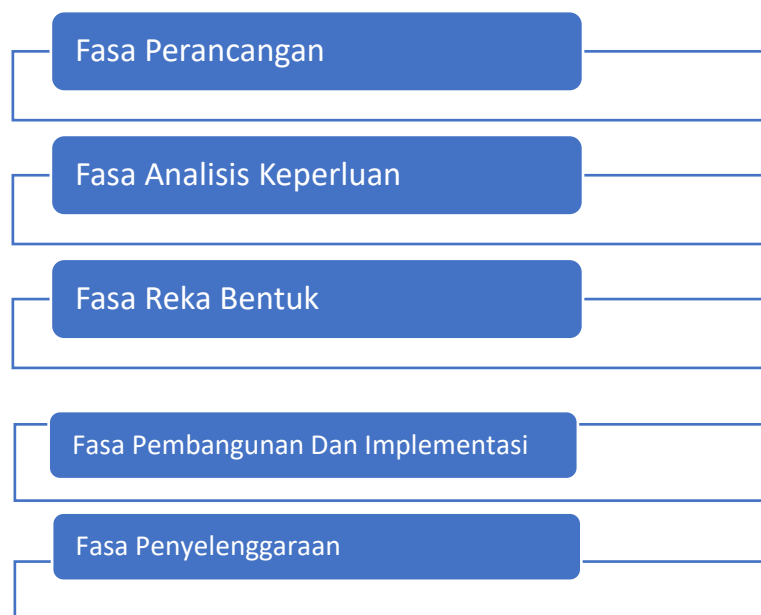 Fasa Perancangan
Fasa Analisis Keperluan
Fasa Reka Bentuk
Fasa Pembangunan Dan Implementasi
Fasa Penyelenggaraan